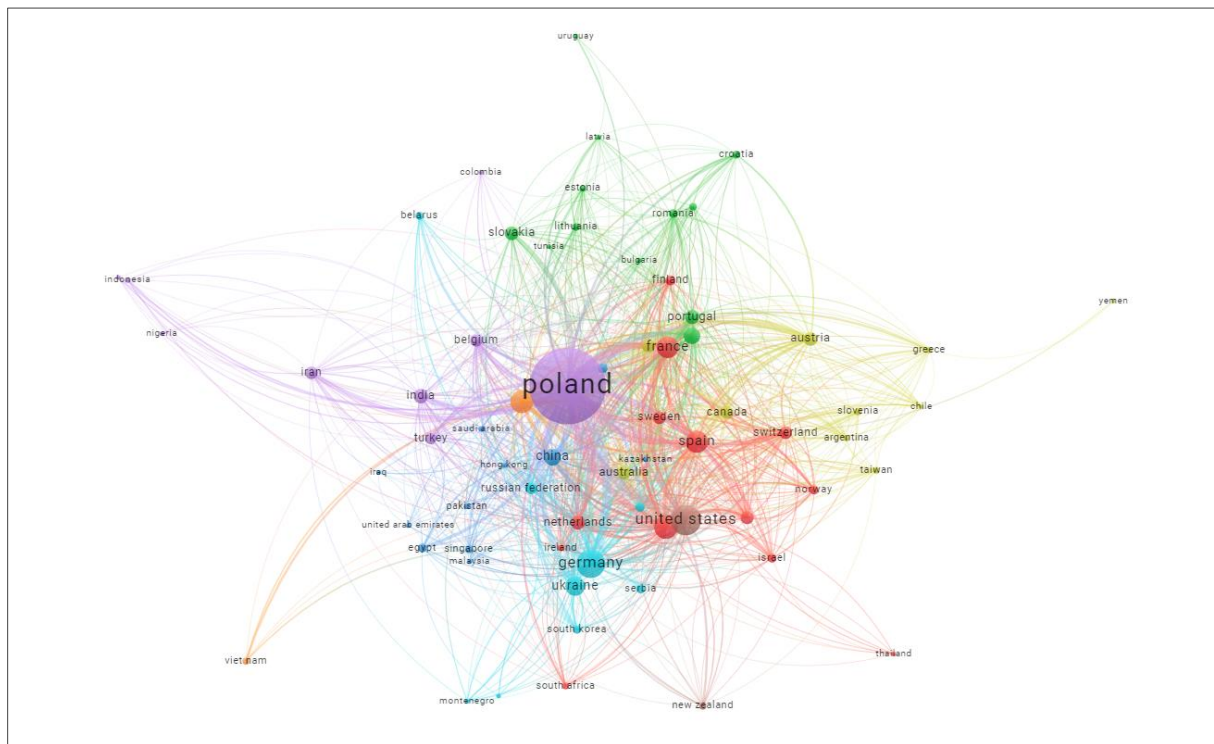 uruguay
latvia
croatia
colombia
estonia
belarus
romania
lithuania
slovakia
tunisia
bulgaria
indonesia
finland
yemen
portugal
nigeria
belgium
france
austria
greece
iran
poland
india
sweden
canada
slovenia
chile
saudi arabia
turkey
spain
switzerland
argentina
china
kazakhstan
hong kong
iraq
australia
taiwan
russian federation
norway
pakistan
united arab emirates
netherlands
united states
egypt
singapore
ireland
malaysia
germany
israel
ukraine
serbia
south korea
thailand
viet nam
south africa
montenegro
new zealand